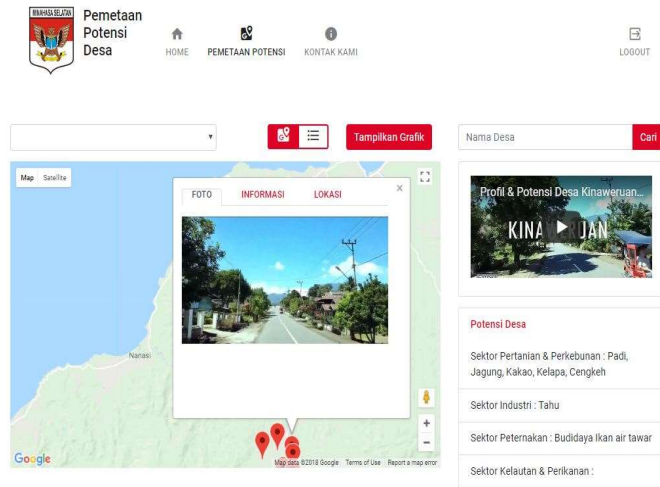 MINAHASA SELATAN
Pemetaan
Potensi
Desa
HOME
PEMETAAN POTENSI
KONTAK KAMI
LOGOUT
Tampilkan Grafik
Nama Desa
Cari
Map Satellite
FOTO INFORMASI LOKASI
X
Nanasi
Google
Map data ©2018 Google Terms of Use Report a map error
Profil & Potensi Desa Kinaweruan...
Potensi Desa
Sektor Pertanian & Perkebunan : Padi,
Jagung, Kakao, Kelapa, Cengkeh
Sektor Industri : Tahu
Sektor Peternakan : Budidaya Ikan air tawar
Sektor Kelautan & Perikanan :